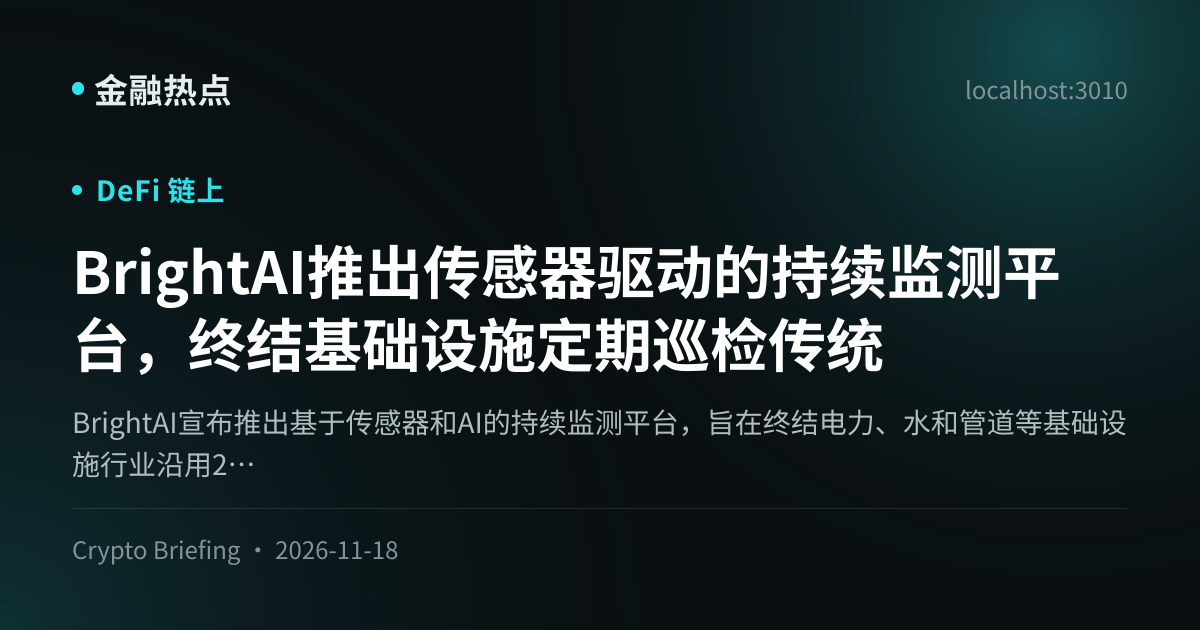 金融热点
localhost:3010
DeFi 链上
BrightAI推出传感器驱动的持续监测平
台，终结基础设施定期巡检传统
BrightAI宣布推出基于传感器和AI的持续监测平台，旨在终结电力、水和管道等基础设
施行业沿用2…
Crypto Briefing · 2026-11-18